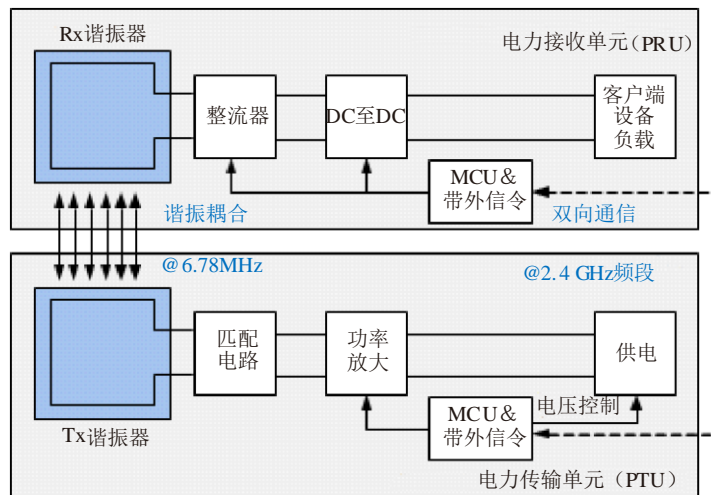 Rx谐振器
电力接收单元(PRU)
整流器
DC至DC
客户端
设备
负载
MCU&
带外信令
谐振耦合
双向通信
@6.78MHz
@2.4 GHz频段
匹配
电路
功率
放大
供电
电压控制
MCU&
带外信令
Tx谐振器
电力传输单元(PTU)